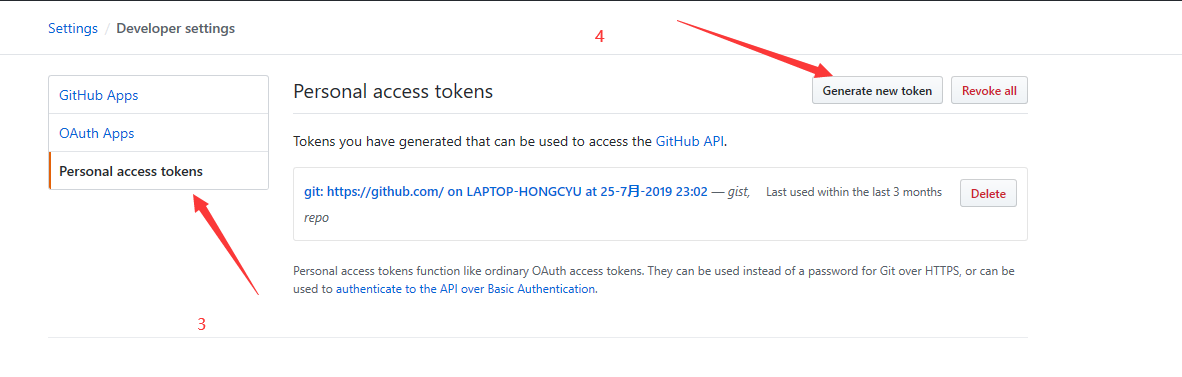 Settings / Developer settings
4
GitHub Apps
OAuth Apps
Personal access tokens
3
Personal access tokens
Generate new token
Revoke all
Tokens you have generated that can be used to access the GitHub API.
git: https://github.com/ on LAPTOP-HONGCYU at 25-7月-2019 23:02 — gist,
repo
Last used within the last 3 months
Delete
Personal access tokens function like ordinary OAuth access tokens. They can be used instead of a password for Git over HTTPS, or can be
used to authenticate to the API over Basic Authentication.